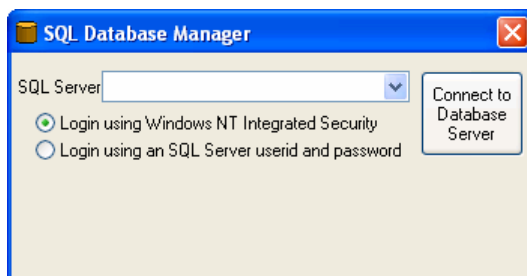 SQL Database Manager
SQL Server
Connect to
Database
Server
Login using Windows NT Integrated Security
Login using an SQL Server userid and password